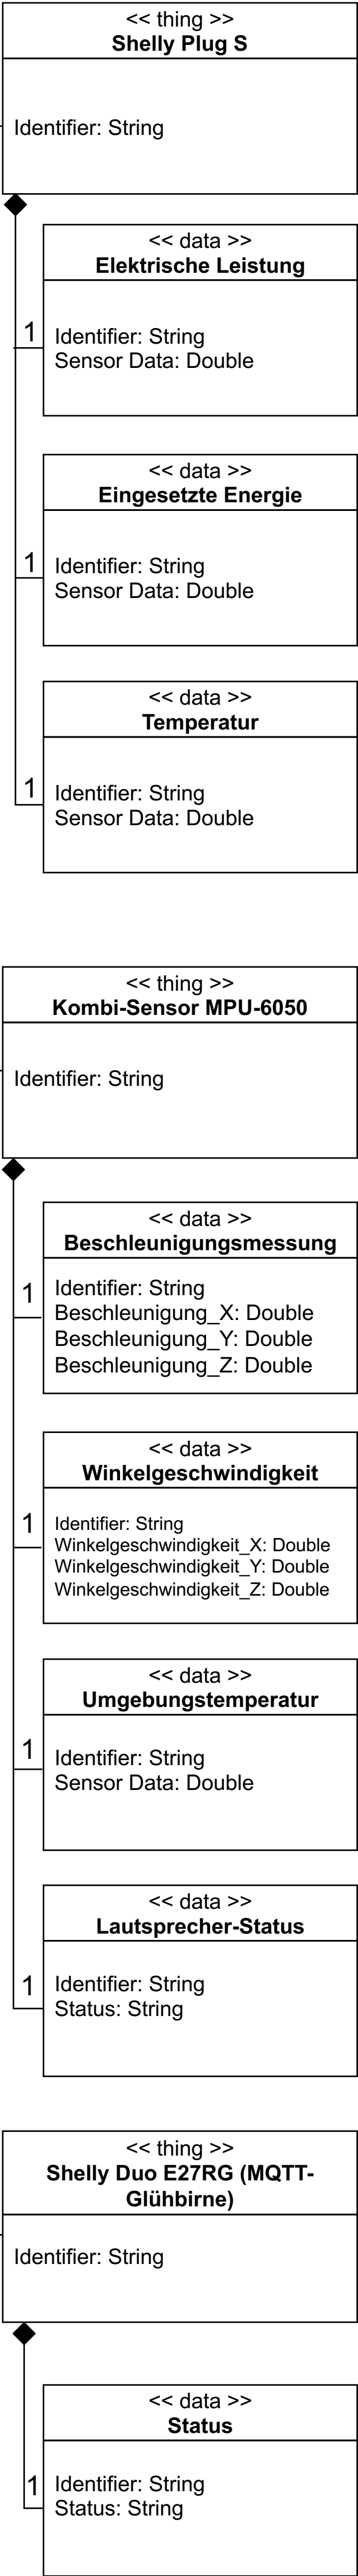 << thing >>
Shelly Plug S
Identifier: String
<< data >>
Elektrische Leistung
1
Identifier: String
Sensor Data: Double
<< data >>
Eingesetzte Energie
1
Identifier: String
Sensor Data: Double
<< data >>
Temperatur
1
Identifier: String
Sensor Data: Double
<< thing >>
Kombi-Sensor MPU-6050
Identifier: String
<< data >>
Beschleunigungsmessung
1
Identifier: String
Beschleunigung_X: Double
Beschleunigung_Y: Double
Beschleunigung_Z: Double
<< data >>
Winkelgeschwindigkeit
1
Identifier: String
Winkelgeschwindigkeit_X: Double
Winkelgeschwindigkeit_Y: Double
Winkelgeschwindigkeit_Z: Double
<< data >>
Umgebungstemperatur
1
Identifier: String
Sensor Data: Double
<< data >>
Lautsprecher-Status
1
Identifier: String
Status: String
<< thing >>
Shelly Duo E27RG (MQTT-
Glühbirne)
Identifier: String
<< data >>
Status
1
Identifier: String
Status: String